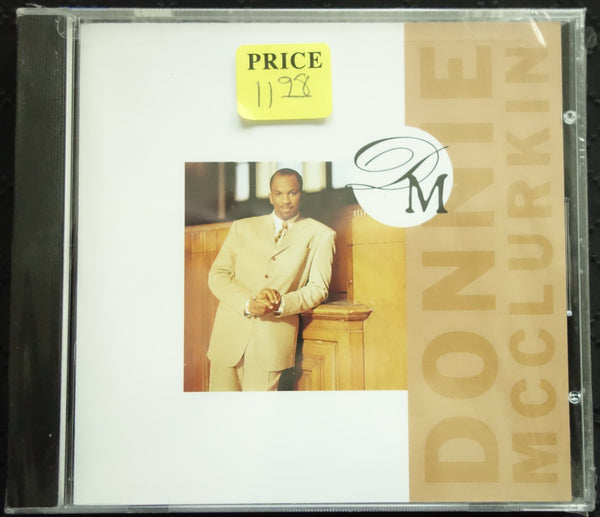 PRICE
11 98
DM
DONNIE
MCCLURKIN